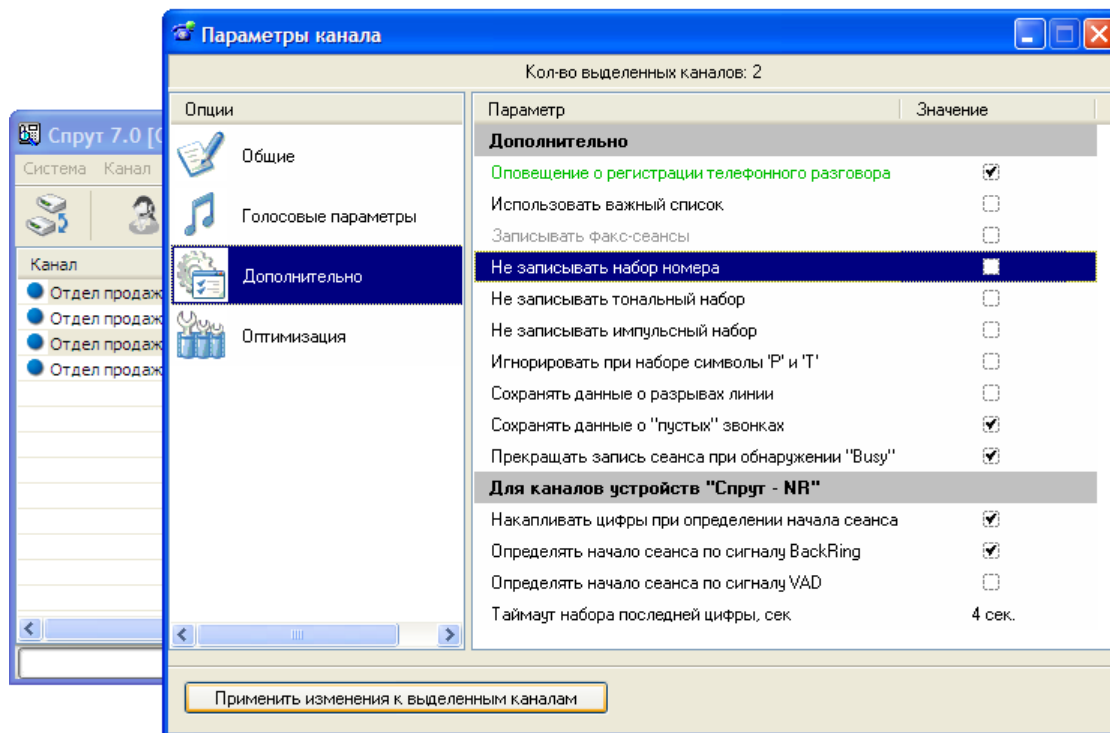 Параметры канала
Кол-во выделенных каналов: 2
Спрут 7.0
Система Канал
Канал
Отдел продаж
Отдел продаж
Отдел продаж
Отдел продаж
Опции
Общие
Голосовые параметры
Дополнительно
Оптимизация
Параметр Значение
Дополнительно
Оповещение о регистрации телефонного разговора
Использовать важный список
Записывать факс-сеансы
Не записывать набор номера
Не записывать тональный набор
Не записывать импульсный набор
Игнорировать при наборе символы 'P' и 'T'
Сохранять данные о разрывах линии
Сохранять данные о "пустых" звонках
Прекращать запись сеанса при обнаружении "Busy"
Для каналов устройств "Спрут - NR"
Накапливать цифры при определении начала сеанса
Определять начало сеанса по сигналу BackRing
Определять начало сеанса по сигналу VAD
Таймаут набора последней цифры, сек 4 сек.
Применить изменения к выделенным каналам